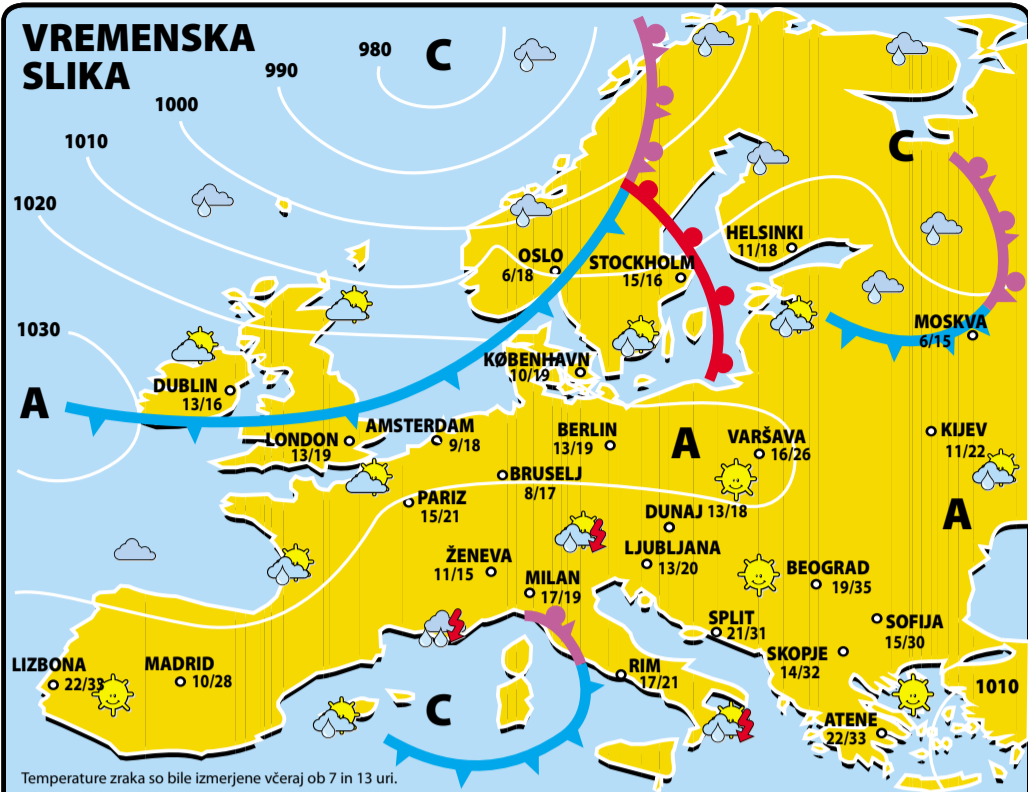 VREMENSKA
SLIKA
980
C
990
1000
1010
C
1020
HELSINKI
11/18
OSLO
6/18
STOCKHOLM
15/16
1030
MOSKVA
6/15
KØBENHAVN
10/19
DUBLIN
13/16
A
LONDON
13/19
AMSTERDAM
9/18
BERLIN
13/19
A
VARŠAVA
16/26
KIJEV
11/22
BRUSELJ
8/17
PARIZ
15/21
DUNAJ 13/18
A
ŽENEVA
11/15
LJUBLJANA
13/20
BEOGRAD
19/35
MILAN
17/19
SPLIT
21/31
SOFIJA
15/30
SKOPJE
14/32
LIZBONA
22/33
MADRID
10/28
RIM
17/21
1010
C
ATENE
22/33
Temperature zraka so bile izmerjene včeraj ob 7 in 13 uri.